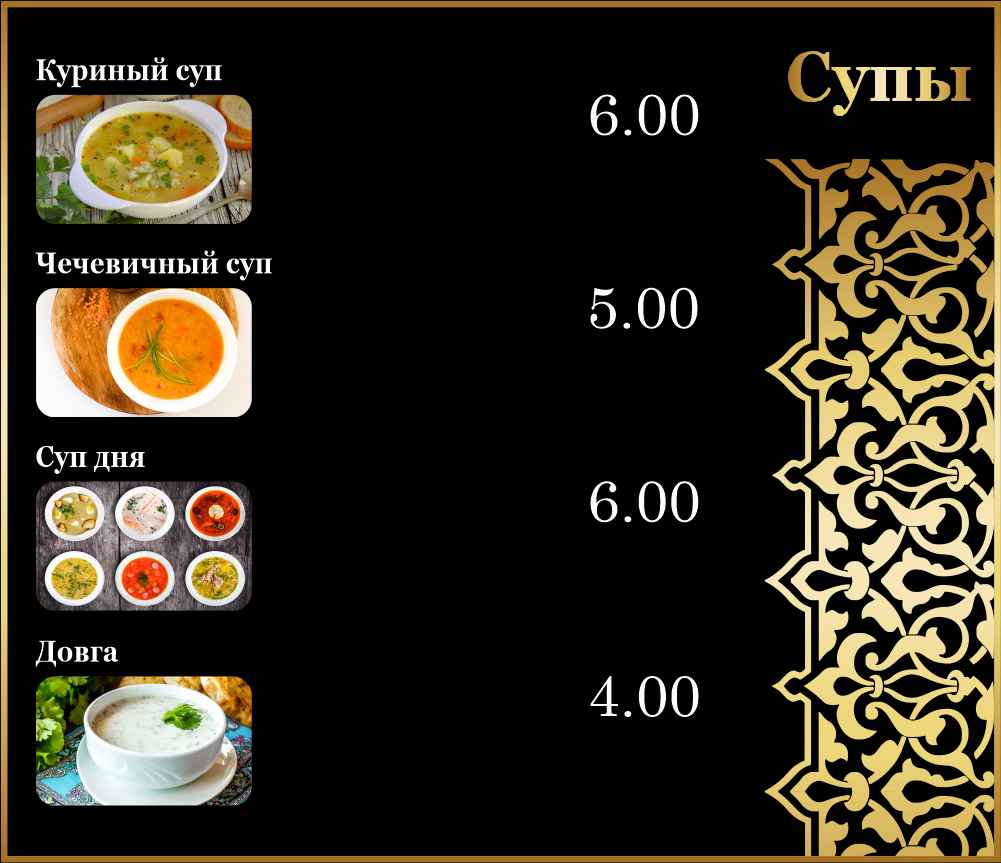 Супы
Куриный суп
6.00
Чечевичный суп
5.00
Суп дня
6.00
Довга
4.00